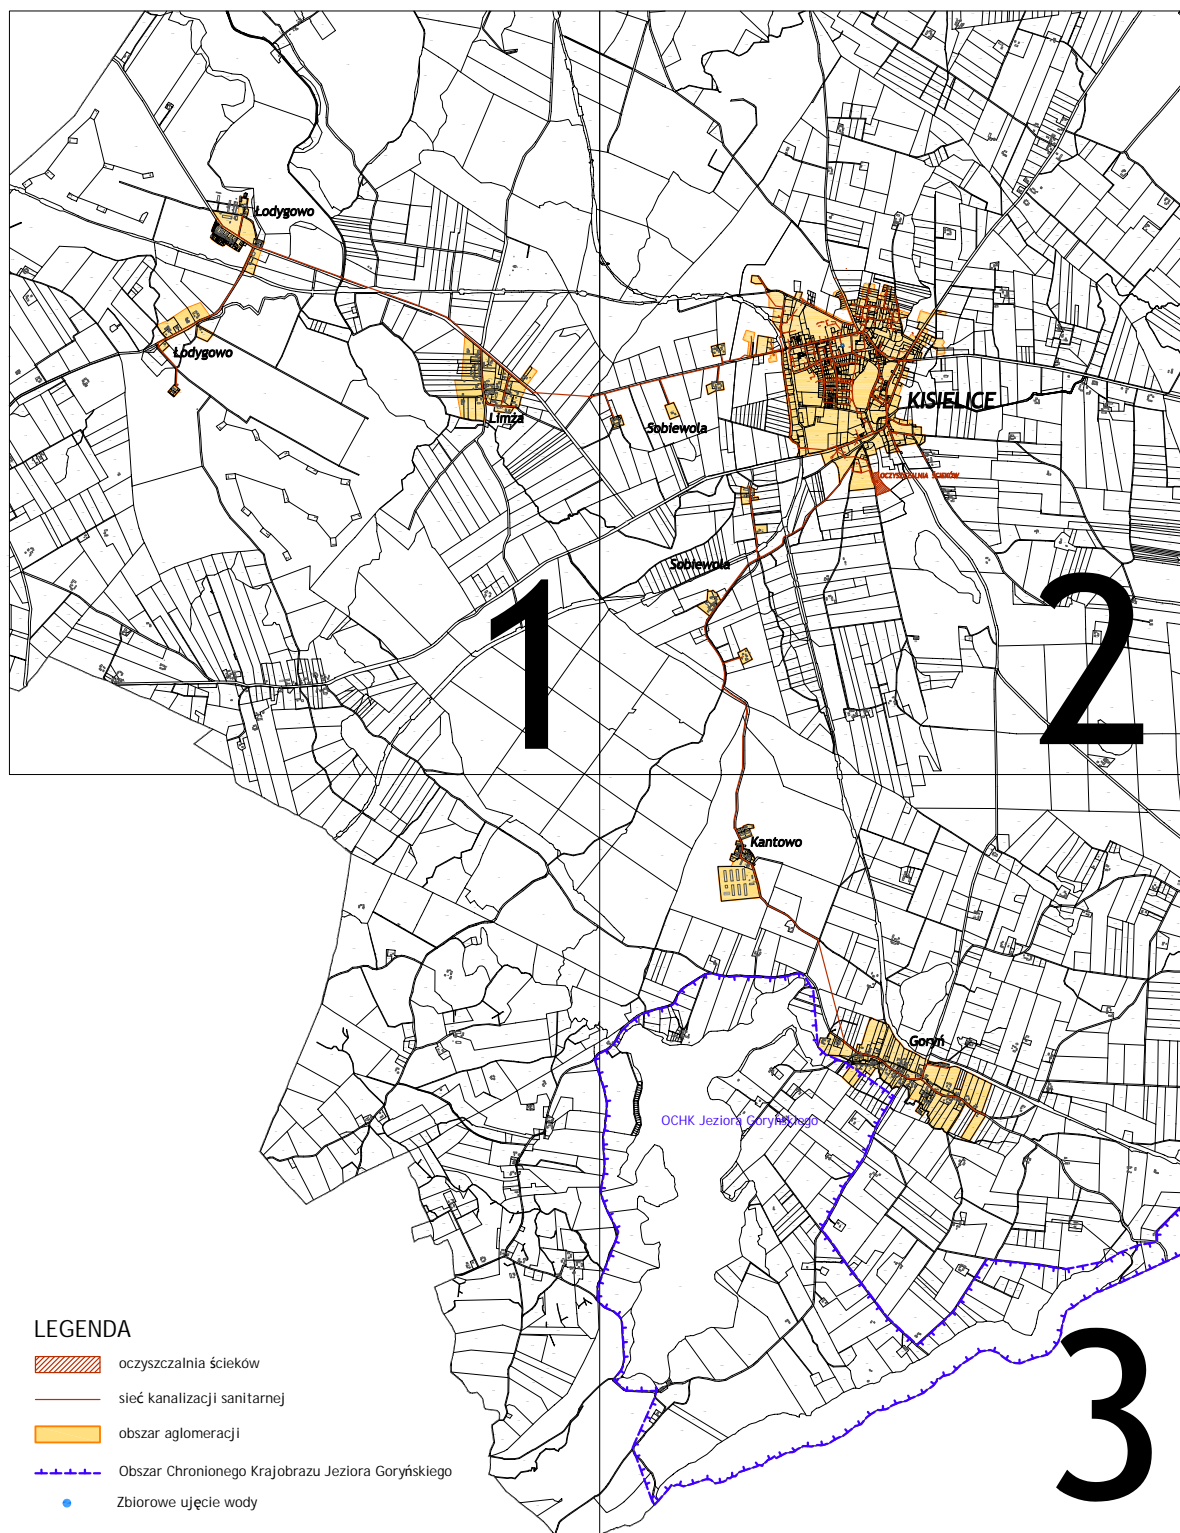 Łodygowo
Łodygowo
Limża
Sobiewola
KISIELICE
OCZYSZCZALNIA ŚCIEKÓW
Sobiewola
1
2
Kantowo
Goryń
OCHK Jeziora Goryńskiego
3
LEGENDA
oczyszczalnia ścieków
sieć kanalizacji sanitarnej
obszar aglomeracji
Obszar Chronionego Krajobrazu Jeziora Goryńskiego
Zbiorowe ujęcie wody